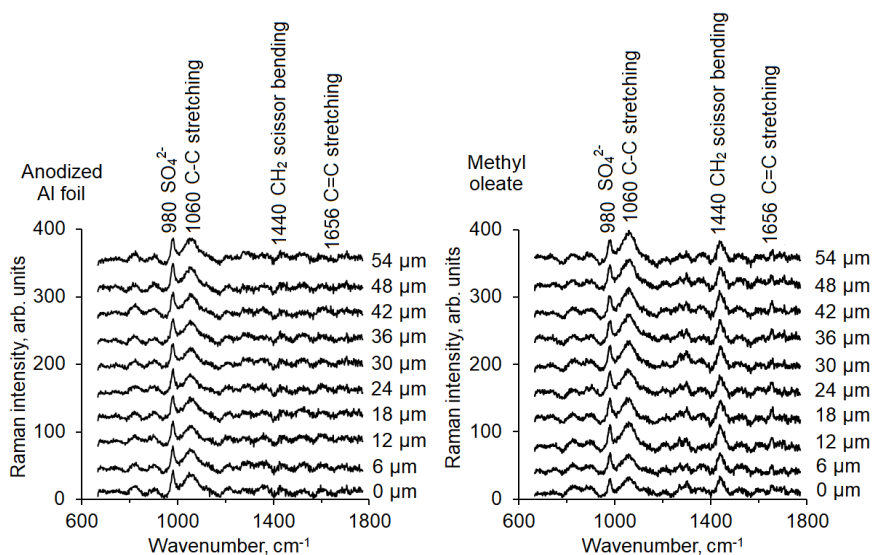 Anodized
Al foil
980 SO₄²⁻
1060 C-C stretching
1440 CH₂ scissor bending
1656 C=C stretching
Raman intensity, arb. units
400
300
200
100
0
54 µm
48 µm
42 µm
36 µm
30 µm
24 µm
18 µm
12 µm
6 µm
0 µm
600 1000 1400 1800
Wavenumber, cm⁻¹
Methyl
oleate
980 SO₄²⁻
1060 C-C stretching
1440 CH₂ scissor bending
1656 C=C stretching
Raman intensity, arb. units
400
300
200
100
0
54 µm
48 µm
42 µm
36 µm
30 µm
24 µm
18 µm
12 µm
6 µm
0 µm
600 1000 1400 1800
Wavenumber, cm⁻¹